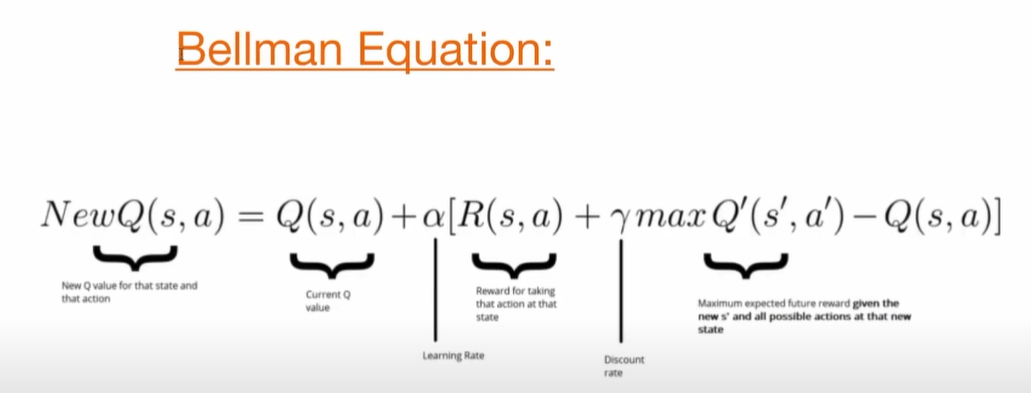 Bellman Equation:
NewQ(s, a) = Q(s, a)+α[R(s, a) + γmaxQ′(s′, a′)−Q(s, a)]
New Q value for that state and
that action
Current Q
value
Reward for taking
that action at that
state
Maximum expected future reward given the
new s' and all possible actions at that new
state
Learning Rate
Discount
rate